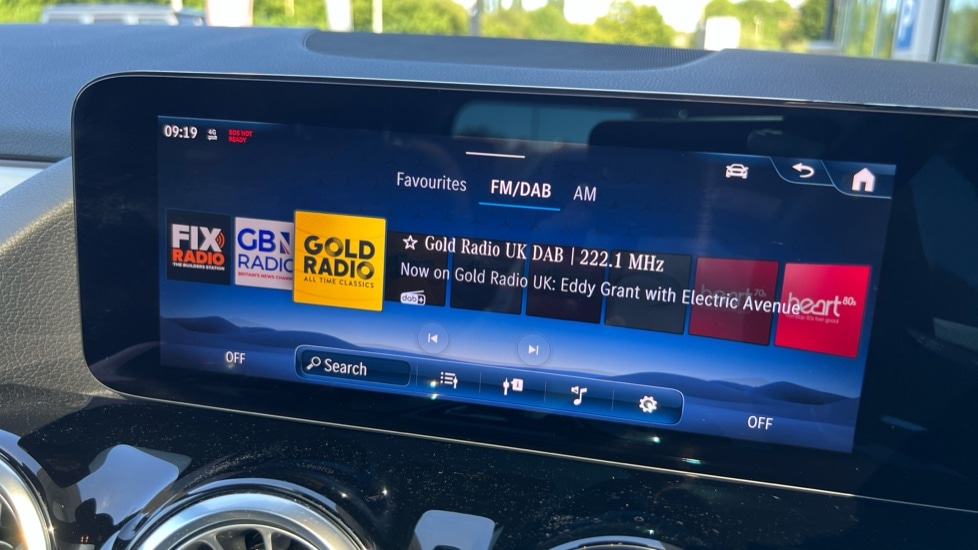 09:19 4G SOS NOT
READY
Favourites FM/DAB AM
FIX
RADIO
THE BUILDERS STATION
GBN
RADIO
BRITAIN'S NEWS CHANNEL
GOLD
RADIO
ALL TIME CLASSICS
☆ Gold Radio UK DAB | 222.1 MHz
Now on Gold Radio UK: Eddy Grant with Electric Avenue
dab
heart 70s
heart 80s
OFF
Search
OFF